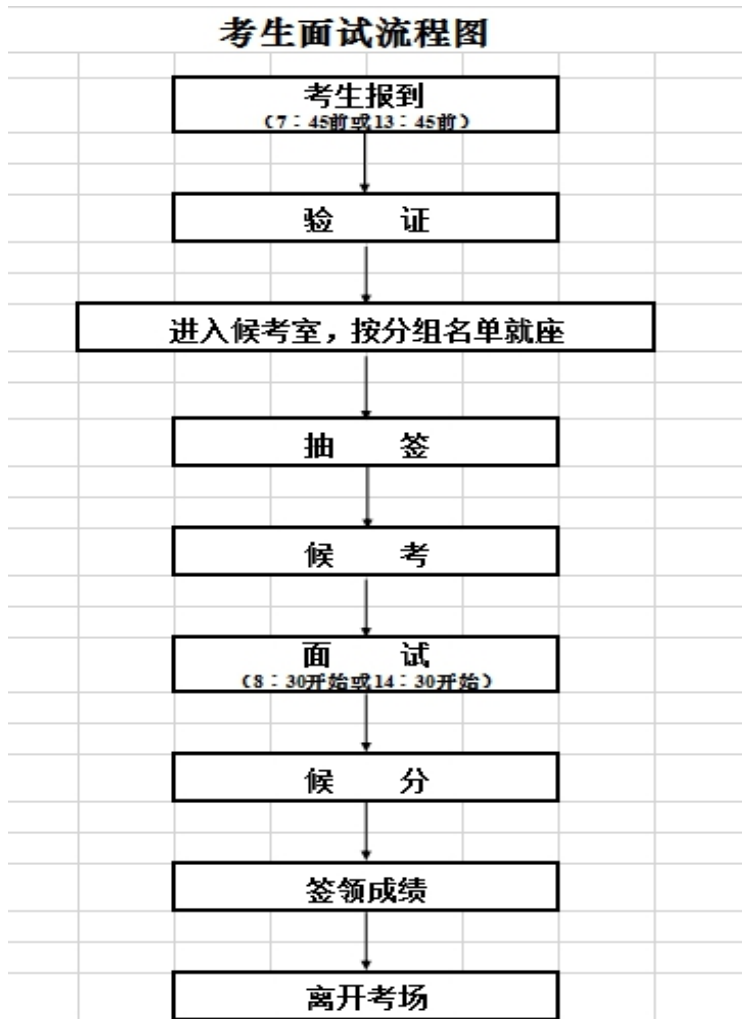 考生面试流程图
考生报到
（7：45前或13：45前）
验 证
进入候考室，按分组名单就座
抽 签
候 考
面 试
（8：30开始或14：30开始）
候 分
签领成绩
离开考场